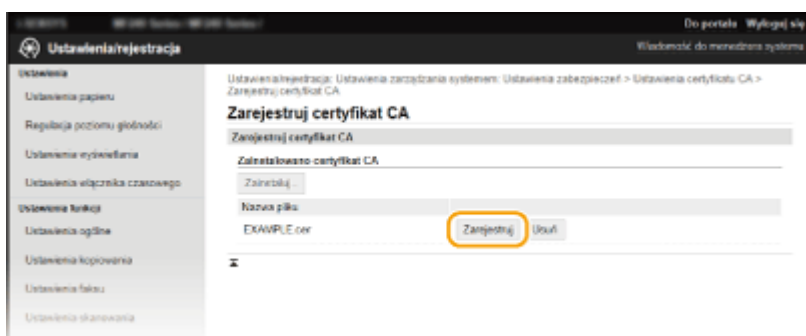 Do portalu Wyloguj się
Ustawienia/rejestracja
Wiadomość do menedżera systemu
Ustawienia
Ustawienia papieru
Regulacja poziomu głośności
Ustawienia wyświetlania
Ustawienia włącznika czasowego
Ustawienia funkcji
Ustawienia ogólne
Ustawienia kopiowania
Ustawienia faksu
Ustawienia skanowania
Ustawienia/rejestracja: Ustawienia zarządzania systemem: Ustawienia zabezpieczeń > Ustawienia certyfikatu CA >
Zarejestruj certyfikat CA
Zarejestruj certyfikat CA
Zarejestruj certyfikat CA
Zainstalowano certyfikat CA
Zainstaluj...
Nazwa pliku
EXAMPLE.cer Zarejestruj Usuń